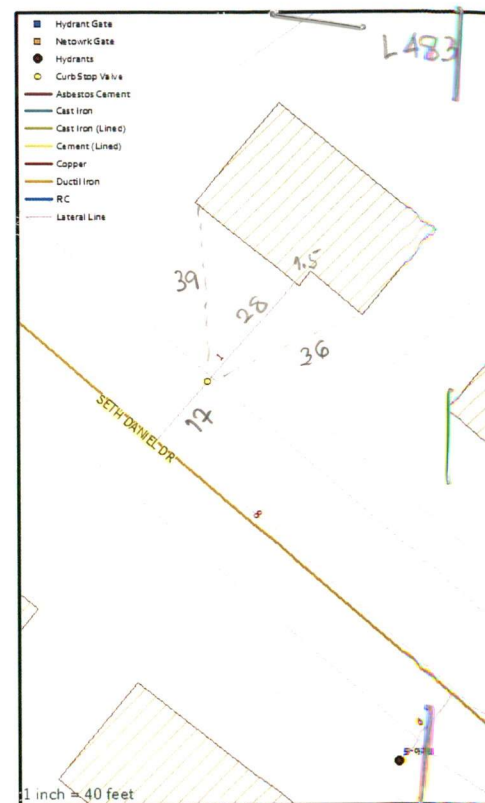 Hydrant Gate
Netowrk Gate
Hydrants
Curb Stop Valve
Asbestos Cement
Cast Iron
Cast Iron (Lined)
Cement (Lined)
Copper
Ductil Iron
RC
Lateral Line
L483
1.5
39
28
36
1
17
SETH DANIEL DR
8
1 inch = 40 feet